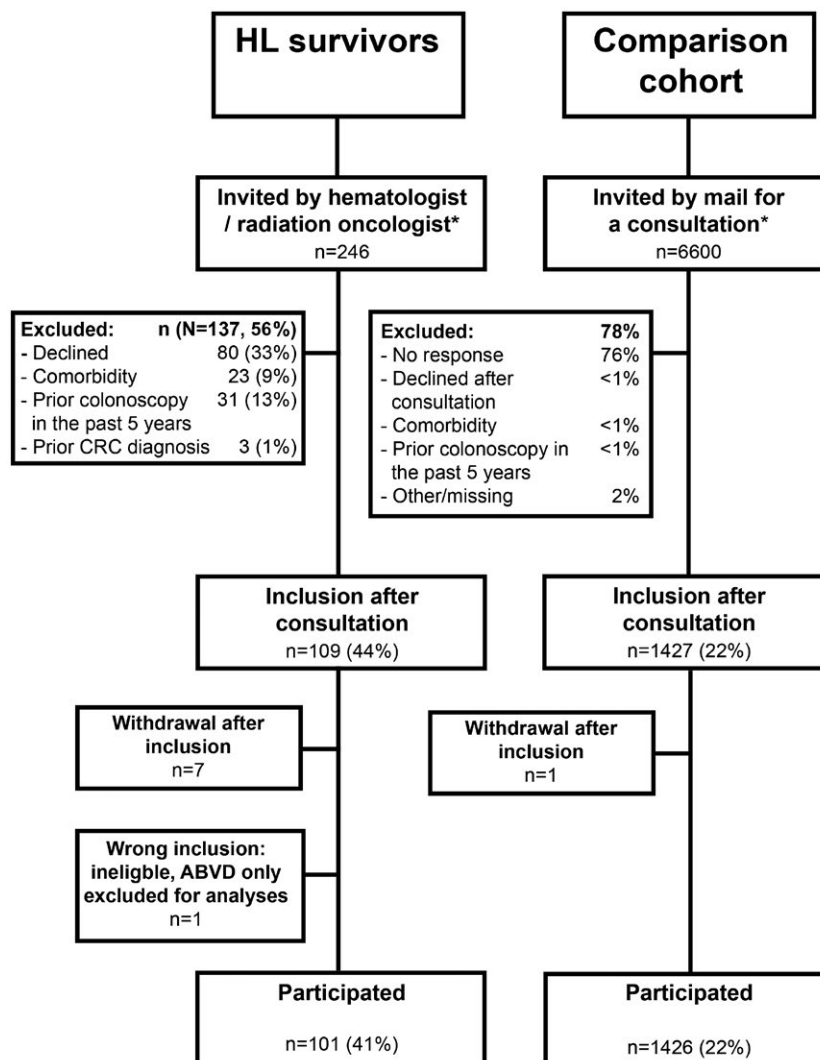 HL survivors
Comparison
cohort
Invited by hematologist
/ radiation oncologist*
n=246
Invited by mail for
a consultation*
n=6600
Excluded: n (N=137, 56%)
- Declined 80 (33%)
- Comorbidity 23 (9%)
- Prior colonoscopy 31 (13%)
in the past 5 years
- Prior CRC diagnosis 3 (1%)
Excluded: 78%
- No response 76%
- Declined after <1%
consultation
- Comorbidity <1%
- Prior colonoscopy in <1%
the past 5 years
- Other/missing 2%
Inclusion after
consultation
n=109 (44%)
Inclusion after
consultation
n=1427 (22%)
Withdrawal after
inclusion
n=7
Withdrawal after
inclusion
n=1
Wrong inclusion:
ineligble, ABVD only
excluded for analyses
n=1
Participated
n=101 (41%)
Participated
n=1426 (22%)